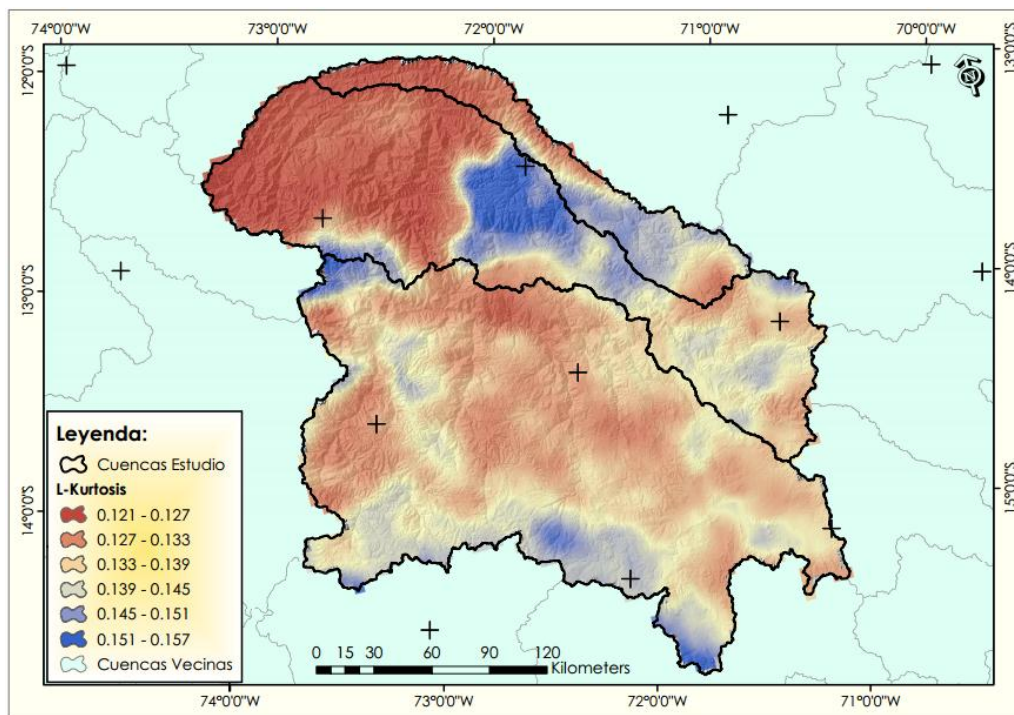 74°0'0"W 73°0'0"W 72°0'0"W 71°0'0"W 70°0'0"W
12°0'0"S
13°0'0"S
14°0'0"S
13°0'0"S
14°0'0"S
15°0'0"S
N
Leyenda:
Cuencas Estudio
L-Kurtosis
0.121 - 0.127
0.127 - 0.133
0.133 - 0.139
0.139 - 0.145
0.145 - 0.151
0.151 - 0.157
Cuencas Vecinas
0 15 30 60 90 120
Kilometers
74°0'0"W 73°0'0"W 72°0'0"W 71°0'0"W